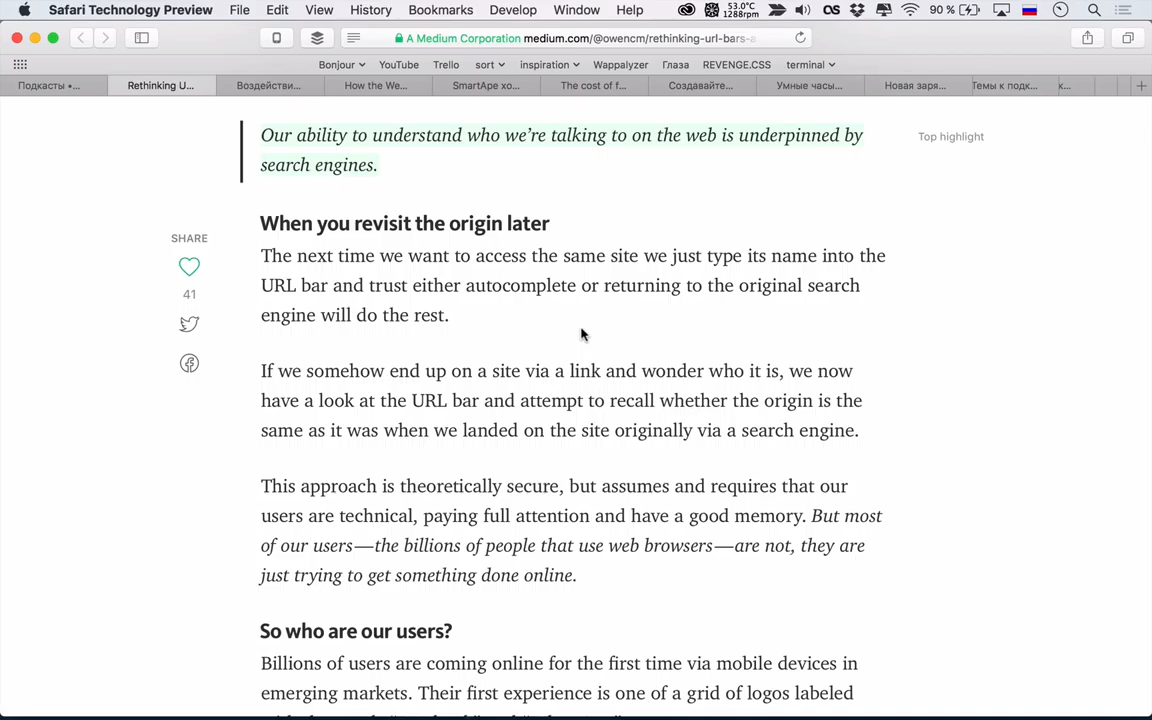 Safari Technology Preview File Edit View History Bookmarks Develop Window Help 53.0°C 1288rpm 90 %
A Medium Corporation medium.com/@owencm/rethinking-url-bars-a
Bonjour YouTube Trello sort inspiration Wappalyzer Глаза REVENGE.CSS terminal
Подкасты •... Rethinking U... Воздействи... How the We... SmartApe хо... The cost of f... Создавайте... Умные часы... Новая заря... Темы к подк... к...
Our ability to understand who we’re talking to on the web is underpinned by
search engines.
Top highlight
When you revisit the origin later
SHARE
The next time we want to access the same site we just type its name into the
URL bar and trust either autocomplete or returning to the original search
engine will do the rest.
41
If we somehow end up on a site via a link and wonder who it is, we now
have a look at the URL bar and attempt to recall whether the origin is the
same as it was when we landed on the site originally via a search engine.
This approach is theoretically secure, but assumes and requires that our
users are technical, paying full attention and have a good memory. But most
of our users—the billions of people that use web browsers—are not, they are
just trying to get something done online.
So who are our users?
Billions of users are coming online for the first time via mobile devices in
emerging markets. Their first experience is one of a grid of logos labeled